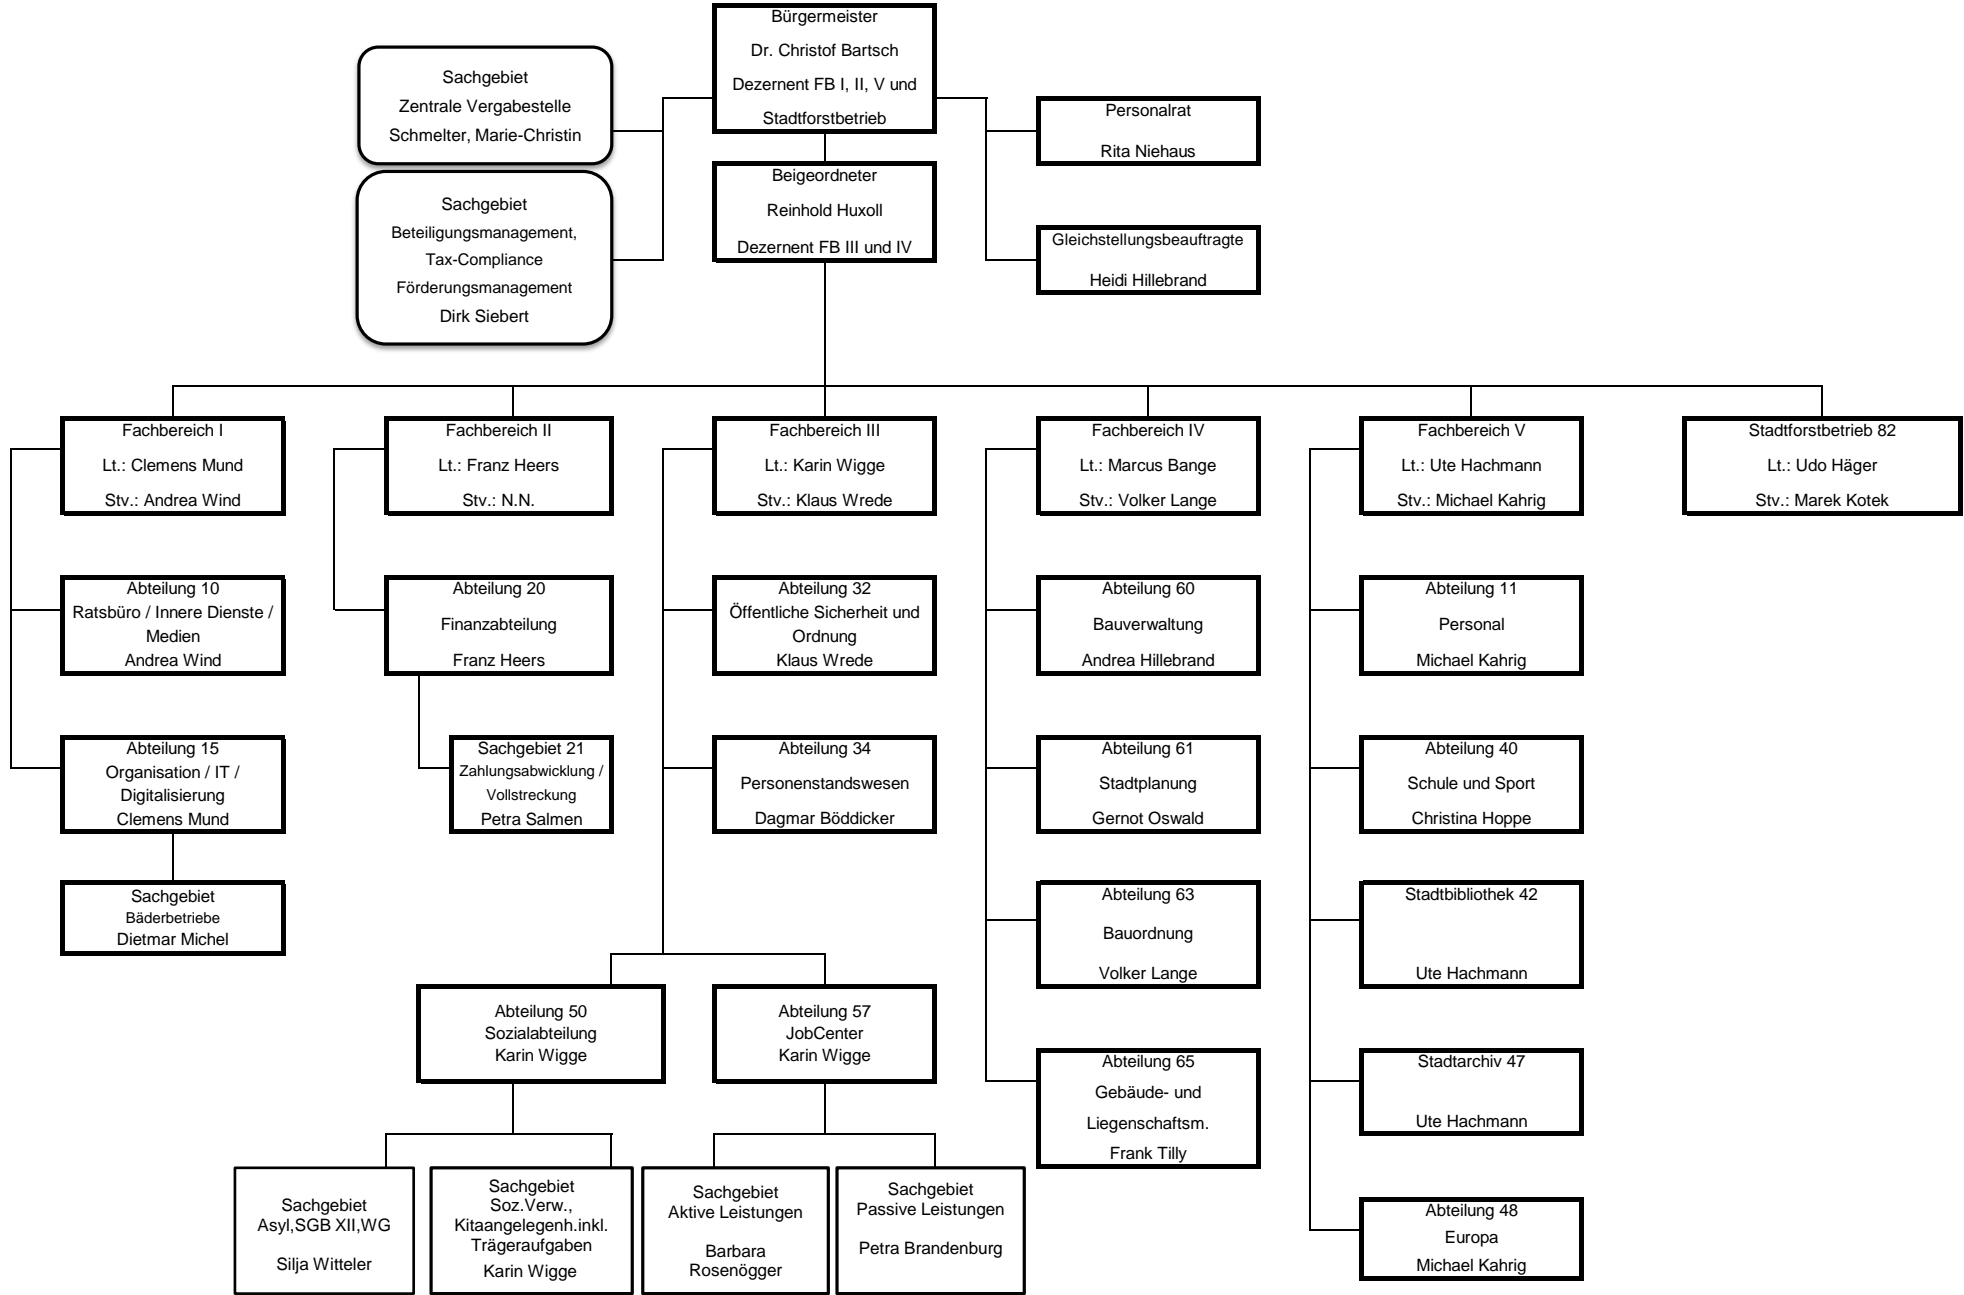 Bürgermeister
Dr. Christof Bartsch
Dezernent FB I, II, V und
Stadtforstbetrieb
Sachgebiet
Zentrale Vergabestelle
Schmelter, Marie-Christin
Personalrat
Rita Niehaus
Beigeordneter
Reinhold Huxoll
Dezernent FB III und IV
Sachgebiet
Beteiligungsmanagement,
Tax-Compliance
Förderungsmanagement
Dirk Siebert
Gleichstellungsbeauftragte
Heidi Hillebrand
Fachbereich I
Lt.: Clemens Mund
Stv.: Andrea Wind
Fachbereich II
Lt.: Franz Heers
Stv.: N.N.
Fachbereich III
Lt.: Karin Wigge
Stv.: Klaus Wrede
Fachbereich IV
Lt.: Marcus Bange
Stv.: Volker Lange
Fachbereich V
Lt.: Ute Hachmann
Stv.: Michael Kahrig
Stadtforstbetrieb 82
Lt.: Udo Häger
Stv.: Marek Kotek
Abteilung 10
Ratsbüro / Innere Dienste /
Medien
Andrea Wind
Abteilung 20
Finanzabteilung
Franz Heers
Abteilung 32
Öffentliche Sicherheit und
Ordnung
Klaus Wrede
Abteilung 60
Bauverwaltung
Andrea Hillebrand
Abteilung 11
Personal
Michael Kahrig
Abteilung 15
Organisation / IT /
Digitalisierung
Clemens Mund
Sachgebiet 21
Zahlungsabwicklung /
Vollstreckung
Petra Salmen
Abteilung 34
Personenstandswesen
Dagmar Böddicker
Abteilung 61
Stadtplanung
Gernot Oswald
Abteilung 40
Schule und Sport
Christina Hoppe
Sachgebiet
Bäderbetriebe
Dietmar Michel
Abteilung 63
Bauordnung
Volker Lange
Stadtbibliothek 42
Ute Hachmann
Abteilung 50
Sozialabteilung
Karin Wigge
Abteilung 57
JobCenter
Karin Wigge
Abteilung 65
Gebäude- und
Liegenschaftsm.
Frank Tilly
Stadtarchiv 47
Ute Hachmann
Sachgebiet
Asyl,SGB XII,WG
Silja Witteler
Sachgebiet
Soz.Verw.,
Kitaangelegenh.inkl.
Trägeraufgaben
Karin Wigge
Sachgebiet
Aktive Leistungen
Barbara
Rosenögger
Sachgebiet
Passive Leistungen
Petra Brandenburg
Abteilung 48
Europa
Michael Kahrig